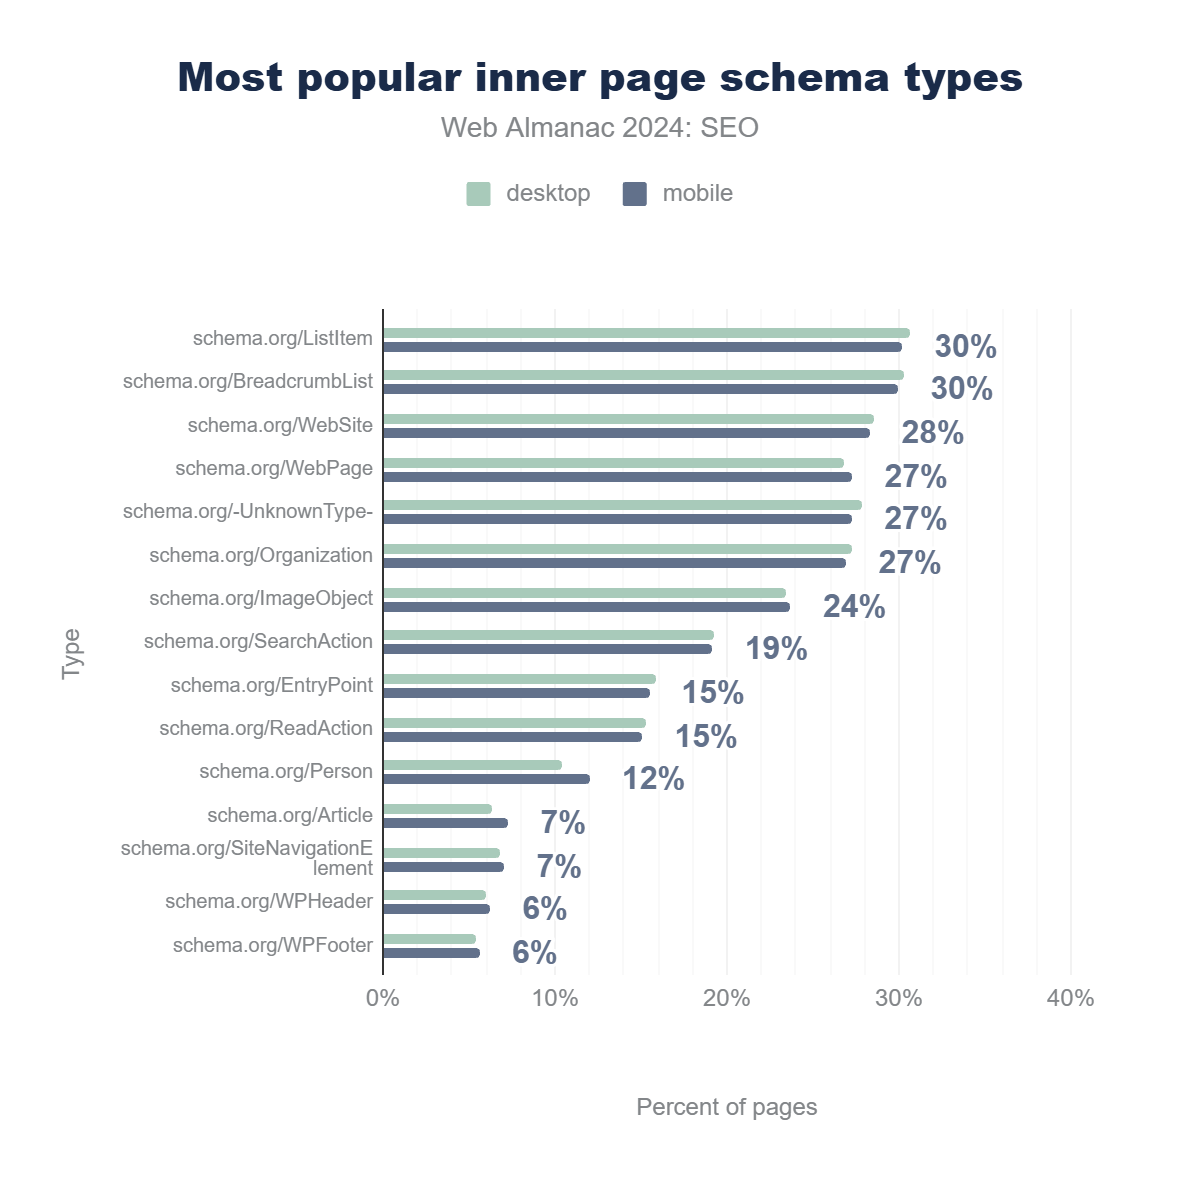 Most popular inner page schema types
Web Almanac 2024: SEO
desktop
mobile
schema.org/ListItem
30%
schema.org/BreadcrumbList
30%
schema.org/WebSite
28%
schema.org/WebPage
27%
schema.org/-UnknownType-
27%
schema.org/Organization
27%
schema.org/ImageObject
24%
schema.org/SearchAction
19%
schema.org/EntryPoint
15%
schema.org/ReadAction
15%
schema.org/Person
12%
schema.org/Article
7%
schema.org/SiteNavigationE
lement
7%
schema.org/WPHeader
6%
schema.org/WPFooter
6%
Type
0% 10% 20% 30% 40%
Percent of pages